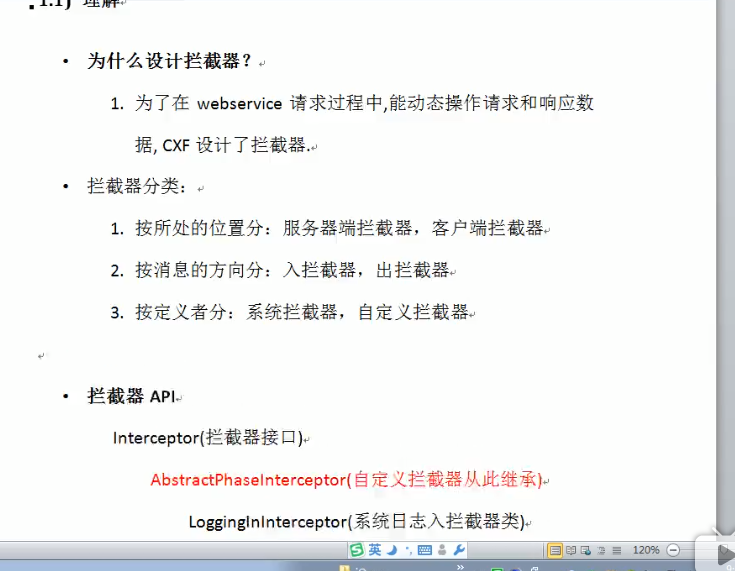 1.1) 理解
• 为什么设计拦截器？
1. 为了在 webservice 请求过程中,能动态操作请求和响应数
据, CXF 设计了拦截器.
• 拦截器分类：
1. 按所处的位置分：服务器端拦截器，客户端拦截器
2. 按消息的方向分：入拦截器，出拦截器
3. 按定义者分：系统拦截器，自定义拦截器
• 拦截器 API
Interceptor(拦截器接口)
AbstractPhaseInterceptor(自定义拦截器从此继承)
LoggingInInterceptor(系统日志入拦截器类)
英
120%